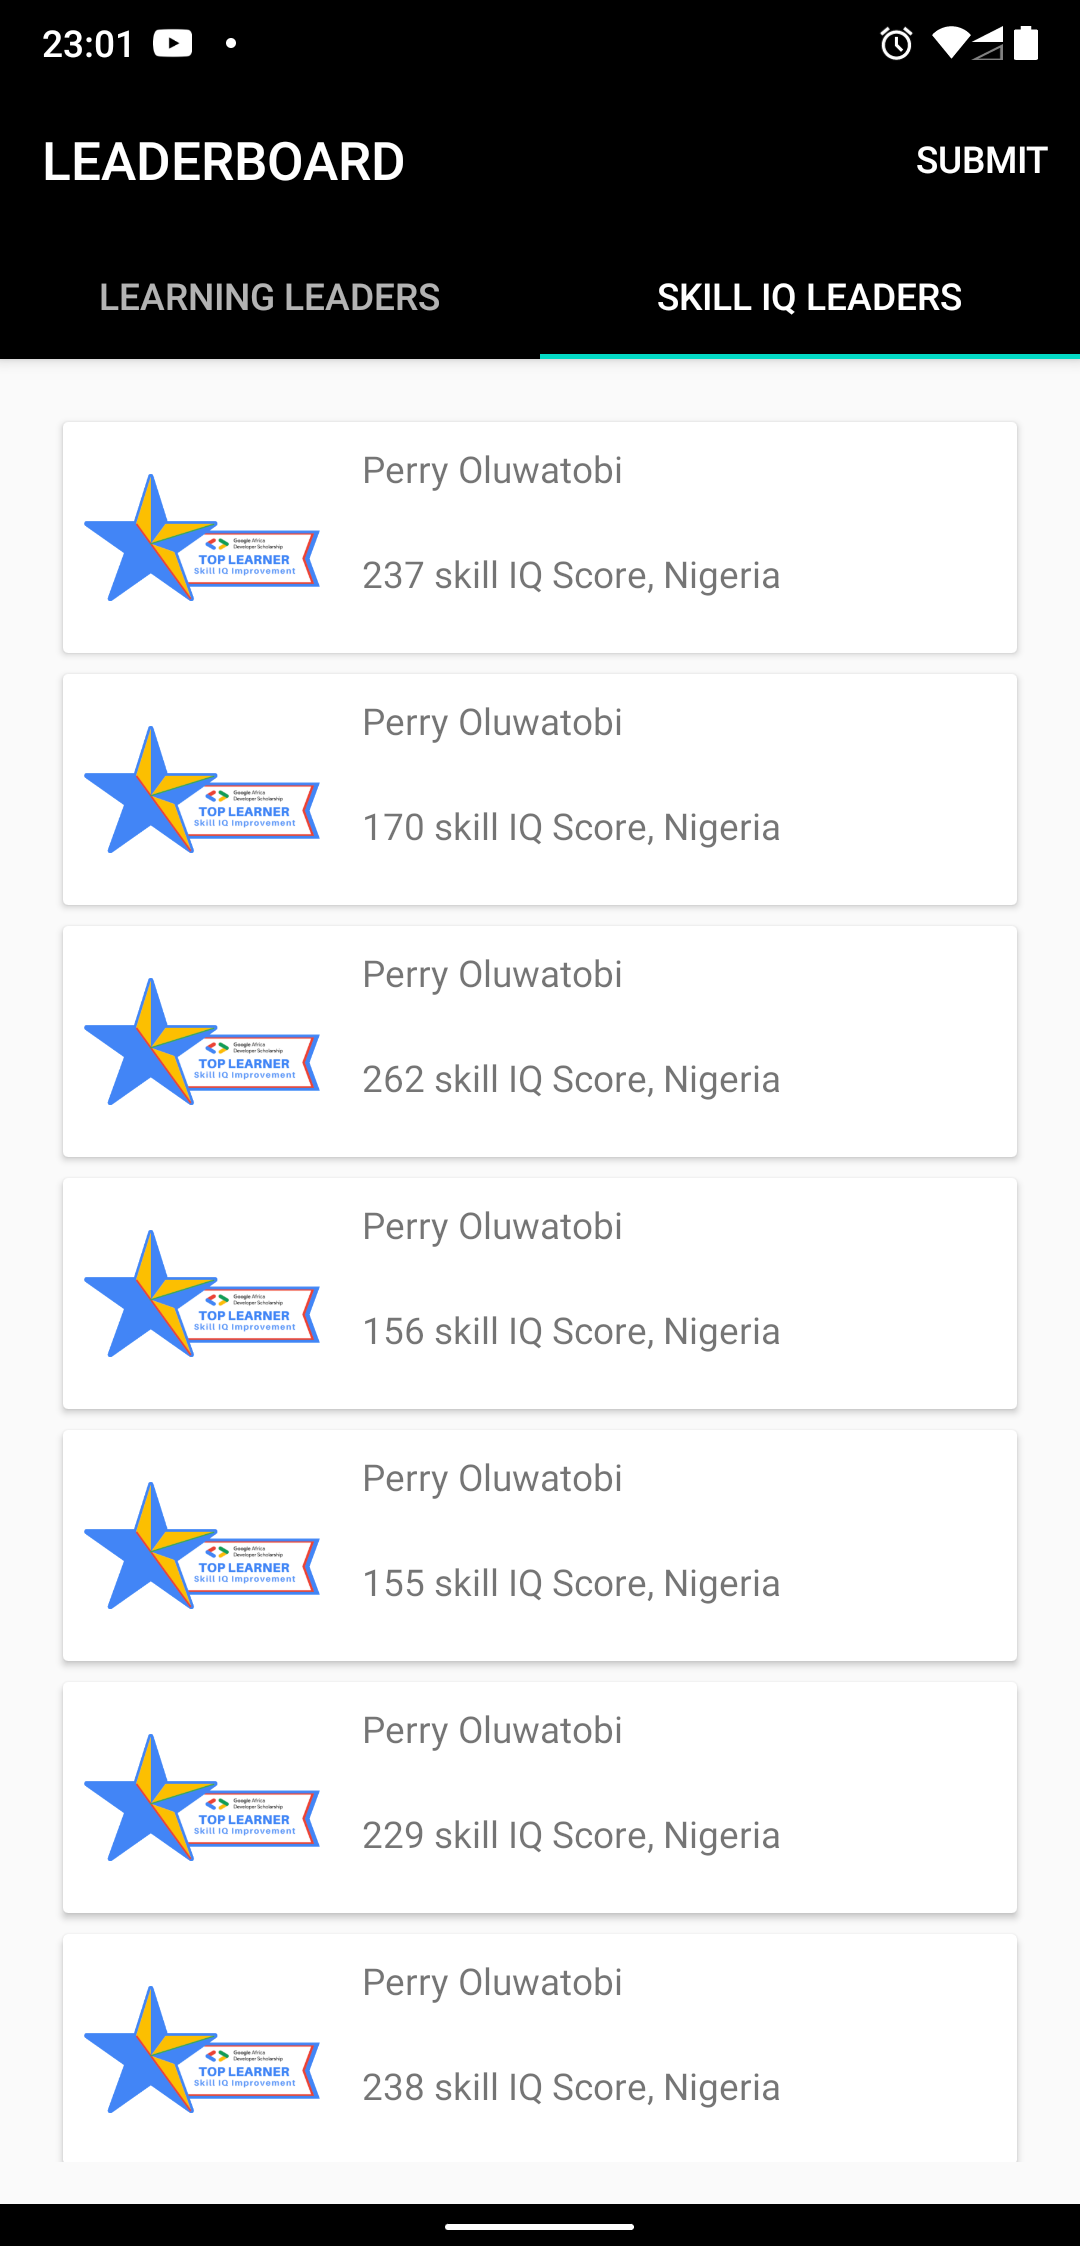 23:01
LEADERBOARD
SUBMIT
LEARNING LEADERS
SKILL IQ LEADERS
Perry Oluwatobi
Google Africa
Developer Scholarship
TOP LEARNER
Skill IQ Improvement
237 skill IQ Score, Nigeria
Perry Oluwatobi
Google Africa
Developer Scholarship
TOP LEARNER
Skill IQ Improvement
170 skill IQ Score, Nigeria
Perry Oluwatobi
Google Africa
Developer Scholarship
TOP LEARNER
Skill IQ Improvement
262 skill IQ Score, Nigeria
Perry Oluwatobi
Google Africa
Developer Scholarship
TOP LEARNER
Skill IQ Improvement
156 skill IQ Score, Nigeria
Perry Oluwatobi
Google Africa
Developer Scholarship
TOP LEARNER
Skill IQ Improvement
155 skill IQ Score, Nigeria
Perry Oluwatobi
Google Africa
Developer Scholarship
TOP LEARNER
Skill IQ Improvement
229 skill IQ Score, Nigeria
Perry Oluwatobi
Google Africa
Developer Scholarship
TOP LEARNER
Skill IQ Improvement
238 skill IQ Score, Nigeria